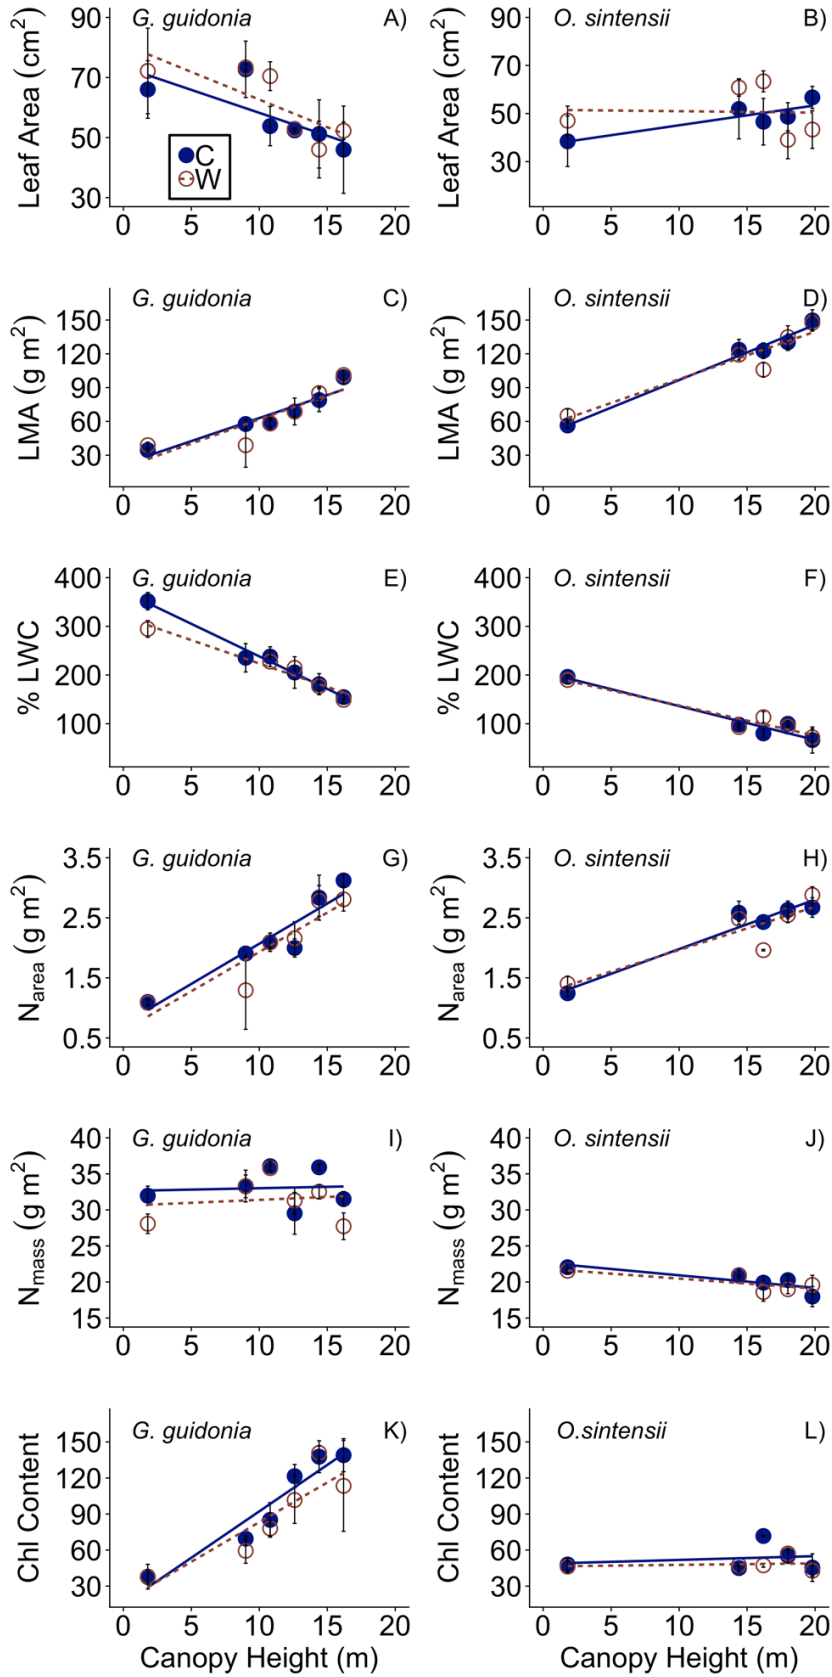 G. guidonia A)
Leaf Area (cm²)
90
70
50
30
C
W
0 5 10 15 20
O. sintensii B)
Leaf Area (cm²)
90
70
50
30
0 5 10 15 20
G. guidonia C)
LMA (g m²)
150
120
90
60
30
0 5 10 15 20
O. sintensii D)
LMA (g m²)
150
120
90
60
30
0 5 10 15 20
G. guidonia E)
% LWC
400
300
200
100
0 5 10 15 20
O. sintensii F)
% LWC
400
300
200
100
0 5 10 15 20
G. guidonia G)
Narea (g m²)
3.5
2.5
1.5
0.5
0 5 10 15 20
O. sintensii H)
Narea (g m²)
3.5
2.5
1.5
0.5
0 5 10 15 20
G. guidonia I)
Nmass (g m²)
40
35
30
25
20
15
0 5 10 15 20
O. sintensii J)
Nmass (g m²)
40
35
30
25
20
15
0 5 10 15 20
G. guidonia K)
Chl Content
150
120
90
60
30
0 5 10 15 20
Canopy Height (m)
O.sintensii L)
Chl Content
150
120
90
60
30
0 5 10 15 20
Canopy Height (m)